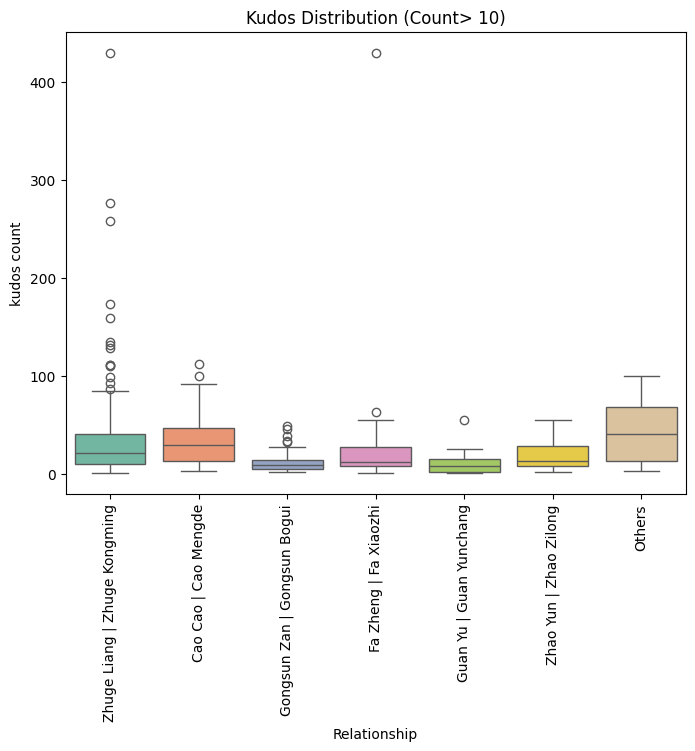 Kudos Distribution (Count> 10)
kudos count
400
300
200
100
0
Zhuge Liang | Zhuge Kongming
Cao Cao | Cao Mengde
Gongsun Zan | Gongsun Bogui
Fa Zheng | Fa Xiaozhi
Guan Yu | Guan Yunchang
Zhao Yun | Zhao Zilong
Others
Relationship